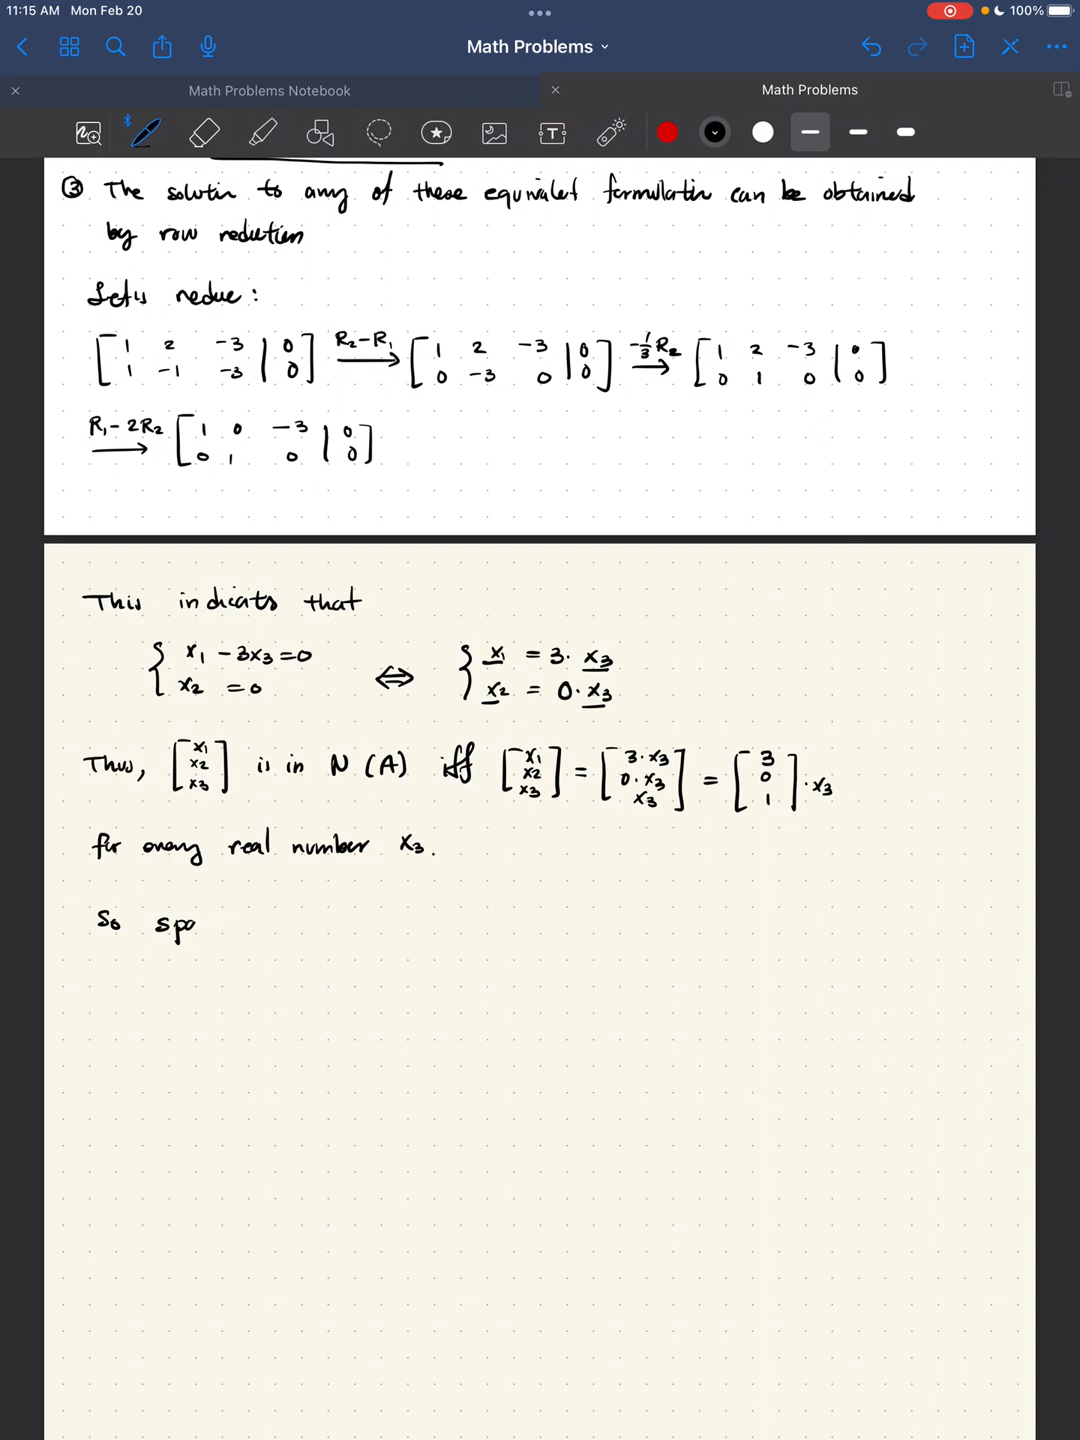 11:15 AM Mon Feb 20
100%
Math Problems
Math Problems Notebook
Math Problems
③ The solutin to any of these equivalet formulatin can be obtained
by row redution
Let's redue:
[1 2 -3 | 0; 1 -1 -3 | 0] R₂-R₁ → [1 2 -3 | 0; 0 -3 0 | 0] -1/3 R₂ → [1 2 -3 | 0; 0 1 0 | 0]
R₁-2R₂ → [1 0 -3 | 0; 0 1 0 | 0]
This indicats that
{ x₁ - 3x₃ = 0 ⇔ { x₁ = 3· x₃
x₂ = 0 x₂ = 0· x₃
Thus, [x₁; x₂; x₃] is in N (A) iff [x₁; x₂; x₃] = [3·x₃; 0·x₃; x₃] = [3; 0; 1] · x₃
for every real number x₃.
So spa